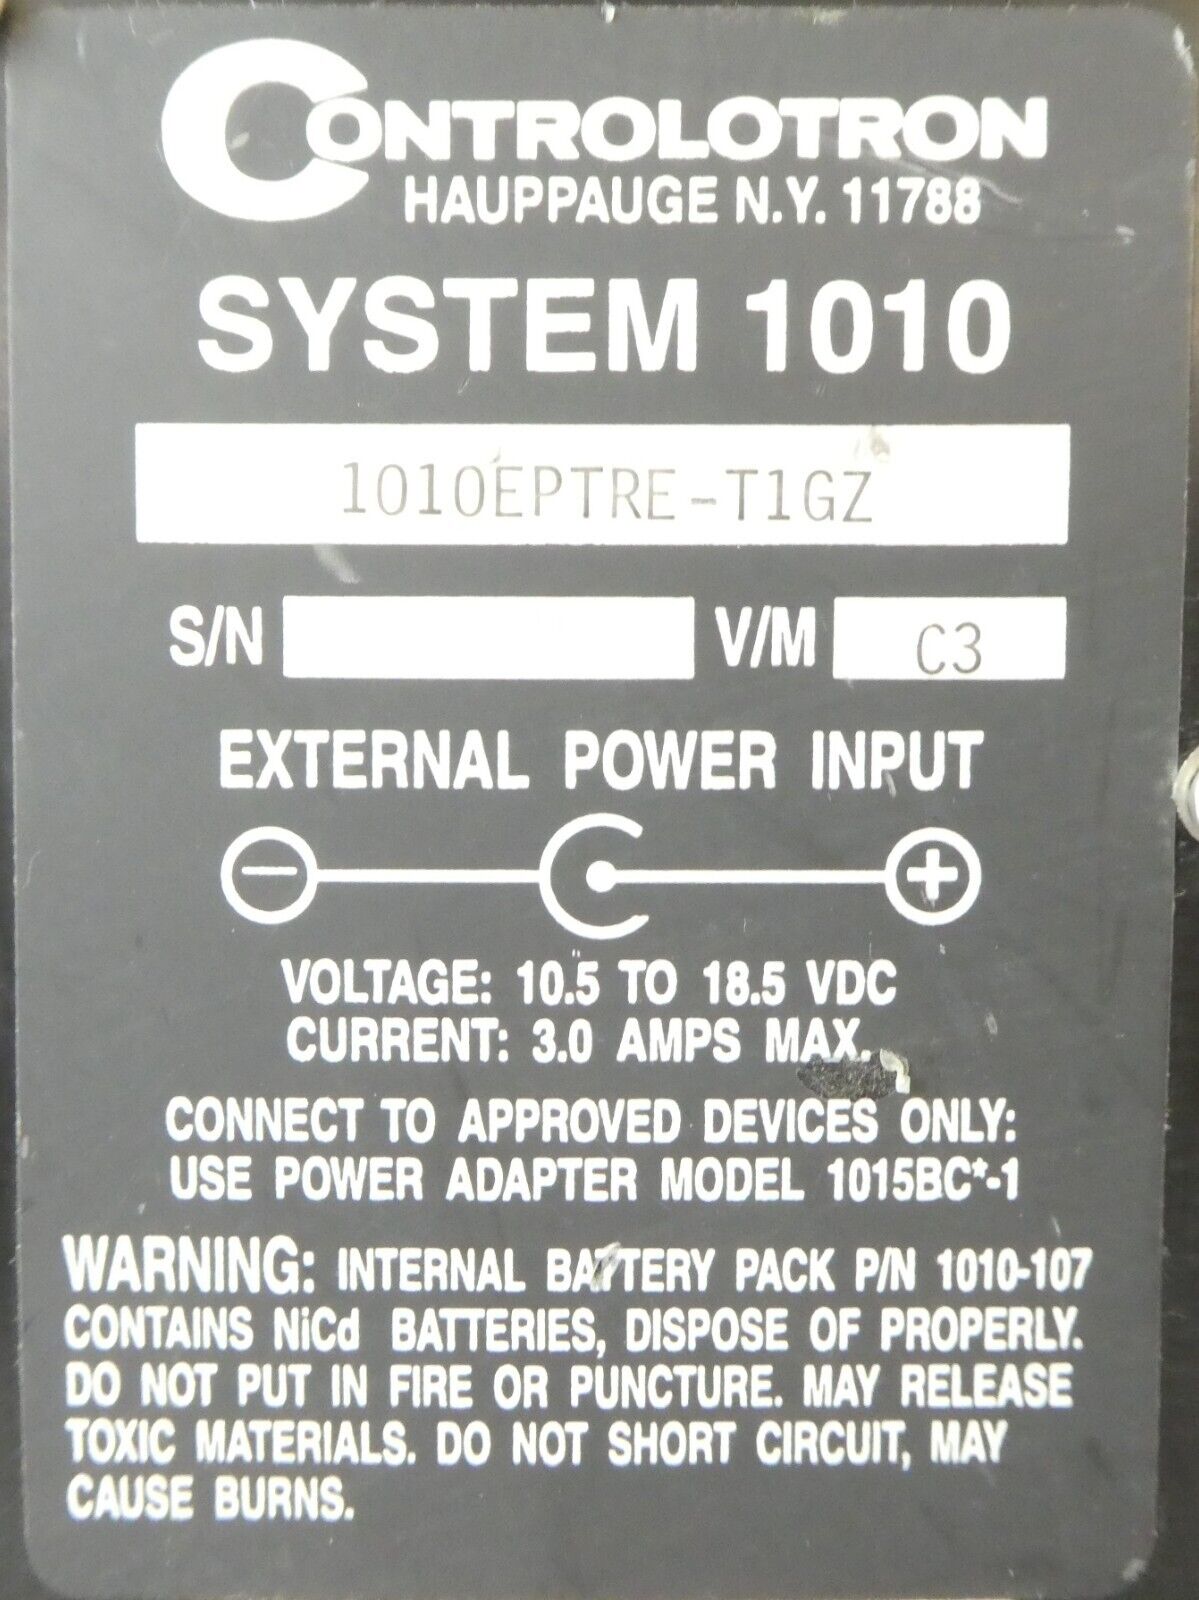 CONTROLOTRON
HAUPPAUGE N.Y. 11788
SYSTEM 1010
1010EPTRE-T1GZ
S/N V/M C3
EXTERNAL POWER INPUT
VOLTAGE: 10.5 TO 18.5 VDC
CURRENT: 3.0 AMPS MAX.
CONNECT TO APPROVED DEVICES ONLY:
USE POWER ADAPTER MODEL 1015BC*-1
WARNING: INTERNAL BATTERY PACK P/N 1010-107
CONTAINS NiCd BATTERIES, DISPOSE OF PROPERLY.
DO NOT PUT IN FIRE OR PUNCTURE. MAY RELEASE
TOXIC MATERIALS. DO NOT SHORT CIRCUIT, MAY
CAUSE BURNS.